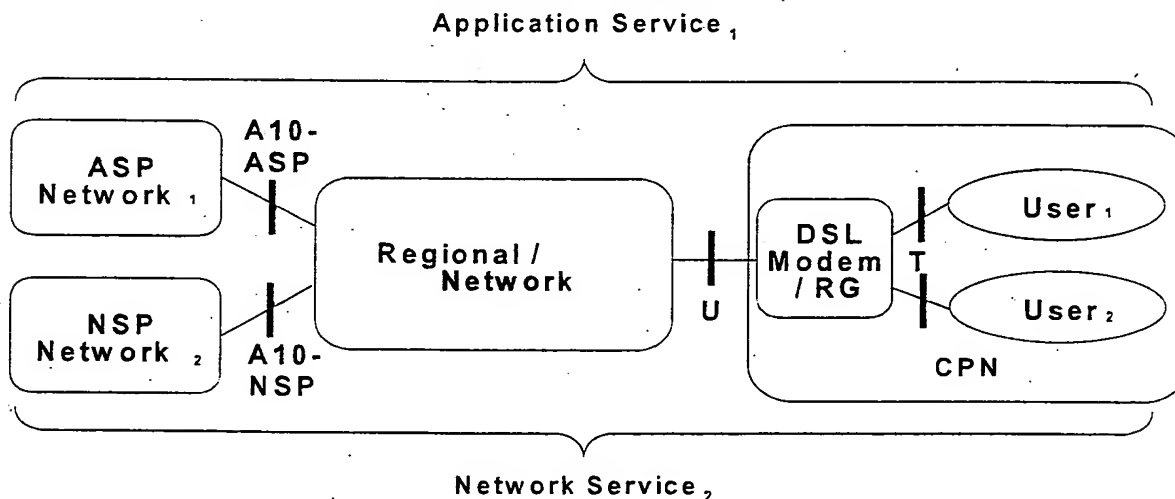 Application Service 1
A10-
ASP
ASP
Network 1
Regional /
Network
DSL
Modem
/ RG
T
User 1
User 2
U
NSP
Network 2
A10-
NSP
CPN
Network Service 2